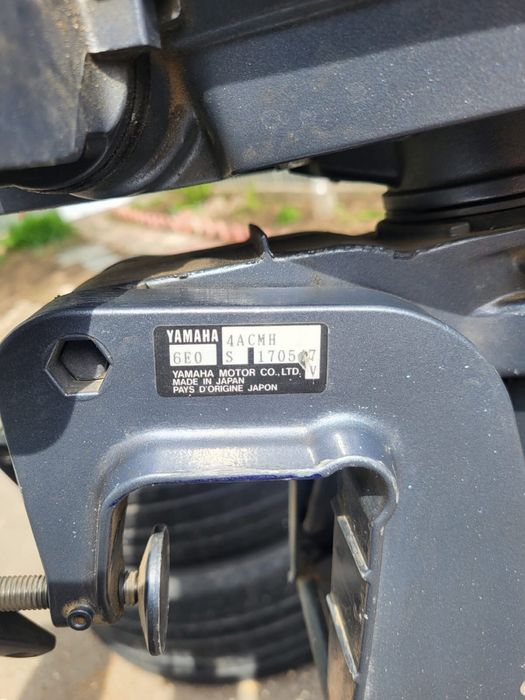 YAMAHA 4ACMH
6E0 S
V
YAMAHA MOTOR CO., LTD.
MADE IN JAPAN
PAYS D'ORIGINE JAPON